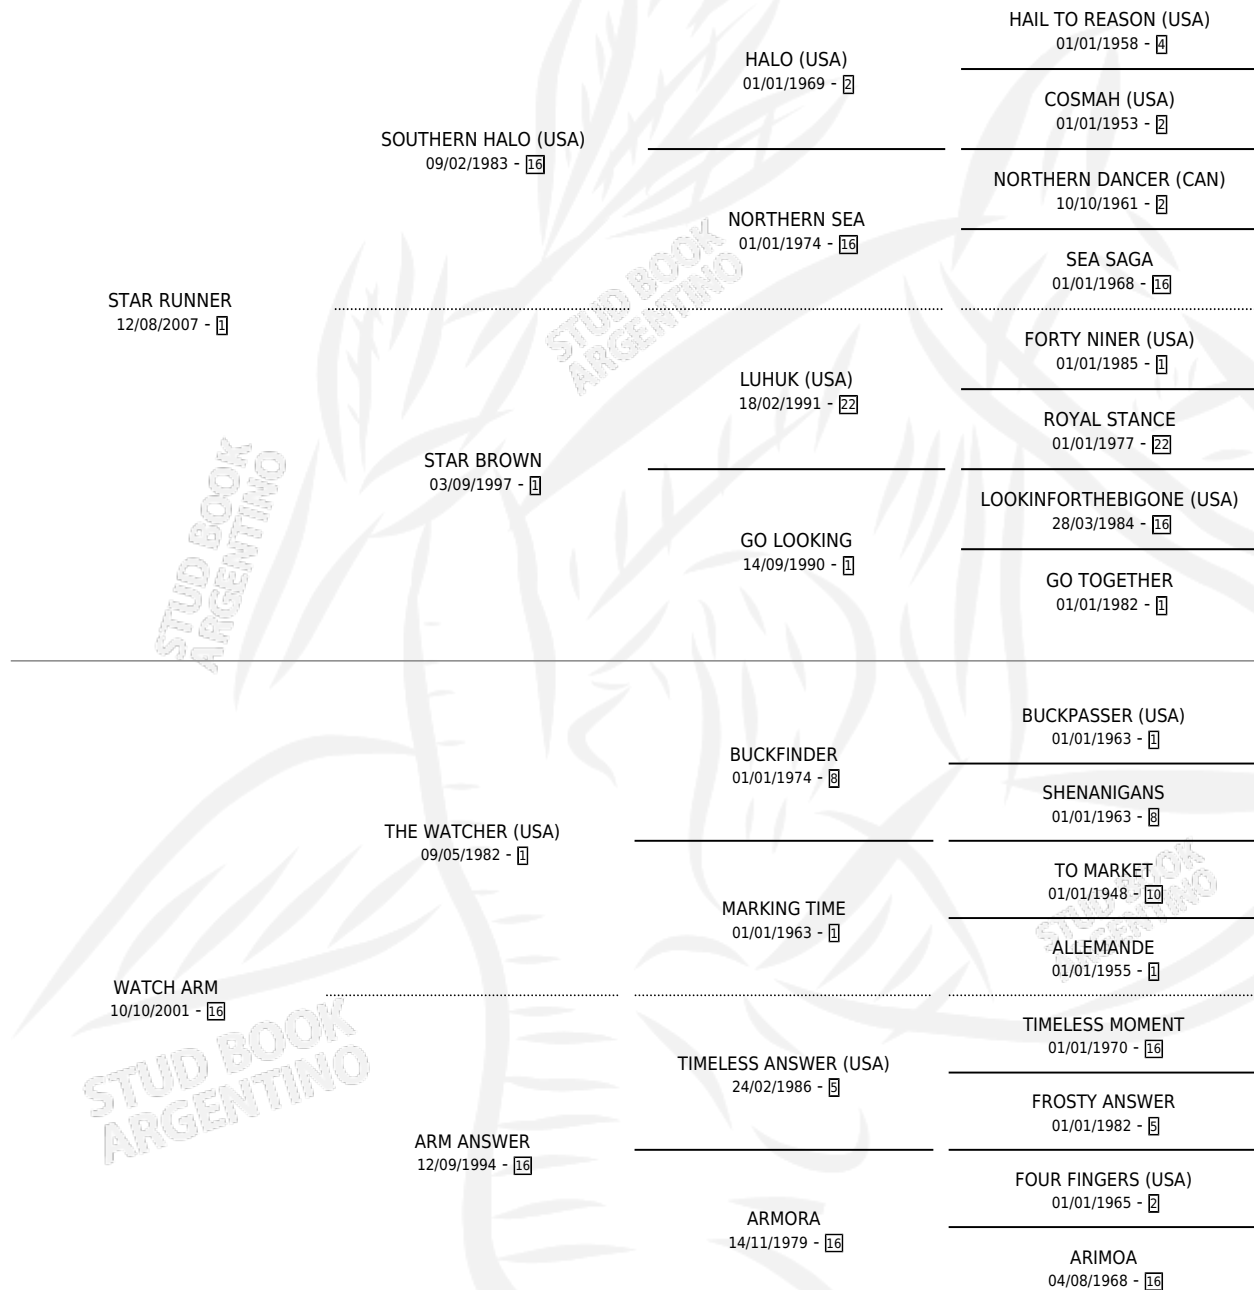 HAIL TO REASON (USA)
01/01/1958 - 4
HALO (USA)
01/01/1969 - 2
COSMAH (USA)
01/01/1953 - 2
SOUTHERN HALO (USA)
09/02/1983 - 16
NORTHERN DANCER (CAN)
10/10/1961 - 2
NORTHERN SEA
01/01/1974 - 16
SEA SAGA
01/01/1968 - 16
STAR RUNNER
12/08/2007 - 1
FORTY NINER (USA)
01/01/1985 - 1
LUHUK (USA)
18/02/1991 - 22
ROYAL STANCE
01/01/1977 - 22
STAR BROWN
03/09/1997 - 1
LOOKINFORTHEBIGONE (USA)
28/03/1984 - 16
GO LOOKING
14/09/1990 - 1
GO TOGETHER
01/01/1982 - 1
BUCKPASSER (USA)
01/01/1963 - 1
BUCKFINDER
01/01/1974 - 8
SHENANIGANS
01/01/1963 - 8
THE WATCHER (USA)
09/05/1982 - 1
TO MARKET
01/01/1948 - 10
MARKING TIME
01/01/1963 - 1
ALLEMANDE
01/01/1955 - 1
WATCH ARM
10/10/2001 - 16
TIMELESS MOMENT
01/01/1970 - 16
TIMELESS ANSWER (USA)
24/02/1986 - 5
FROSTY ANSWER
01/01/1982 - 5
ARM ANSWER
12/09/1994 - 16
FOUR FINGERS (USA)
01/01/1965 - 2
ARMORA
14/11/1979 - 16
ARIMOA
04/08/1968 - 16
STUD BOOK
ARGENTINO
STUD BOOK
ARGENTINO
STUD BOOK
ARGENTINO
STUD BOOK
ARGENTINO